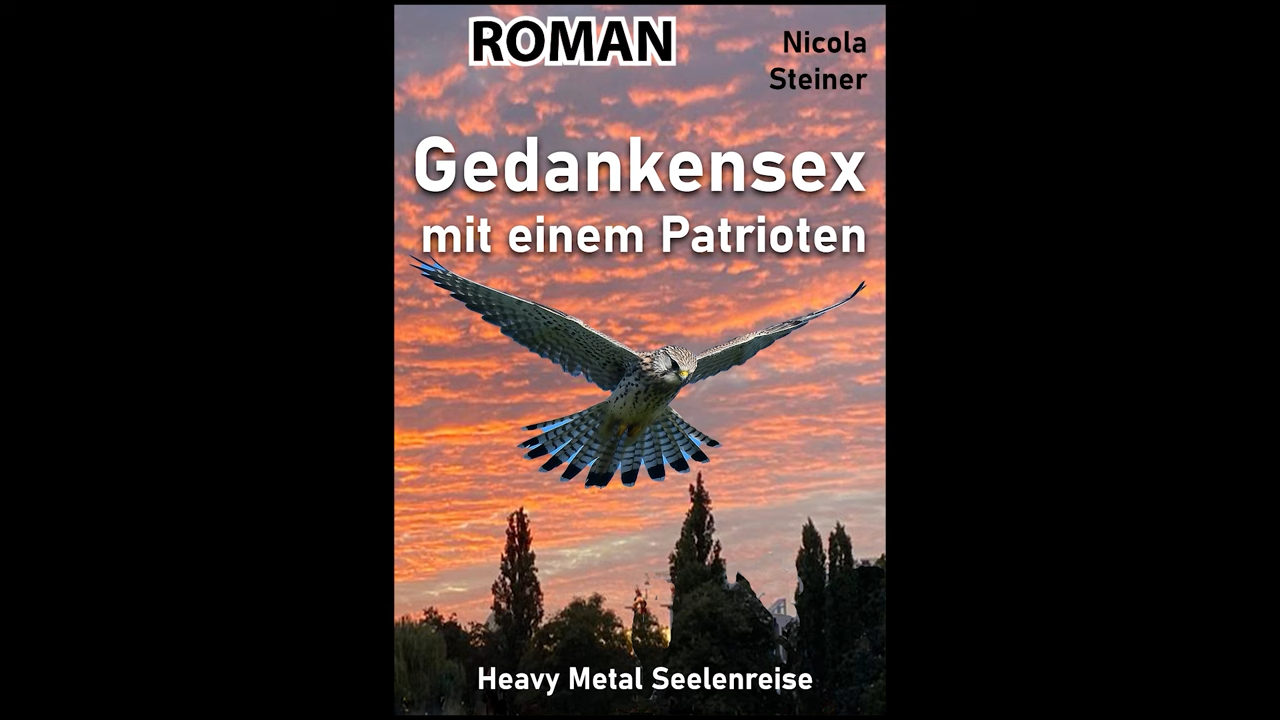 ROMAN
Nicola
Steiner
Gedankensex
mit einem Patrioten
Heavy Metal Seelenreise